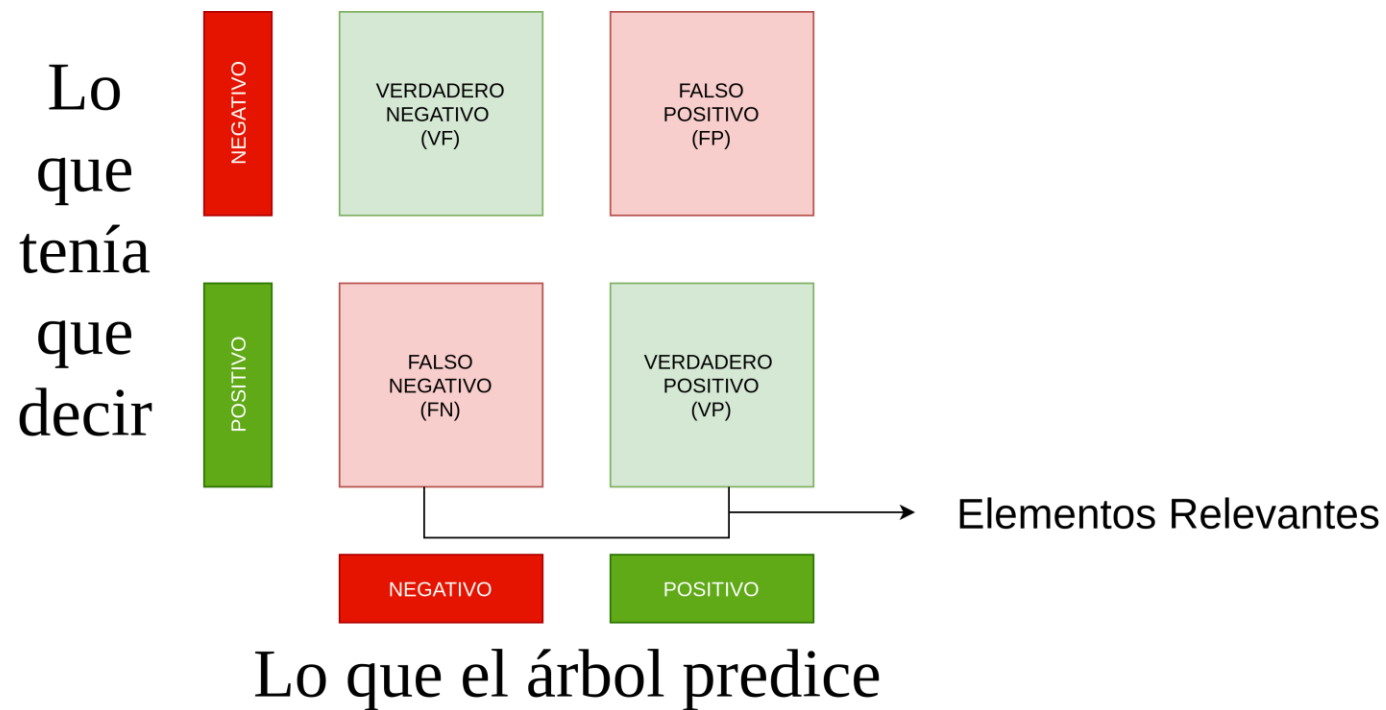 Lo
que
tenía
que
decir
NEGATIVO
VERDADERO
NEGATIVO
(VF)
FALSO
POSITIVO
(FP)
POSITIVO
FALSO
NEGATIVO
(FN)
VERDADERO
POSITIVO
(VP)
Elementos Relevantes
NEGATIVO
POSITIVO
Lo que el árbol predice